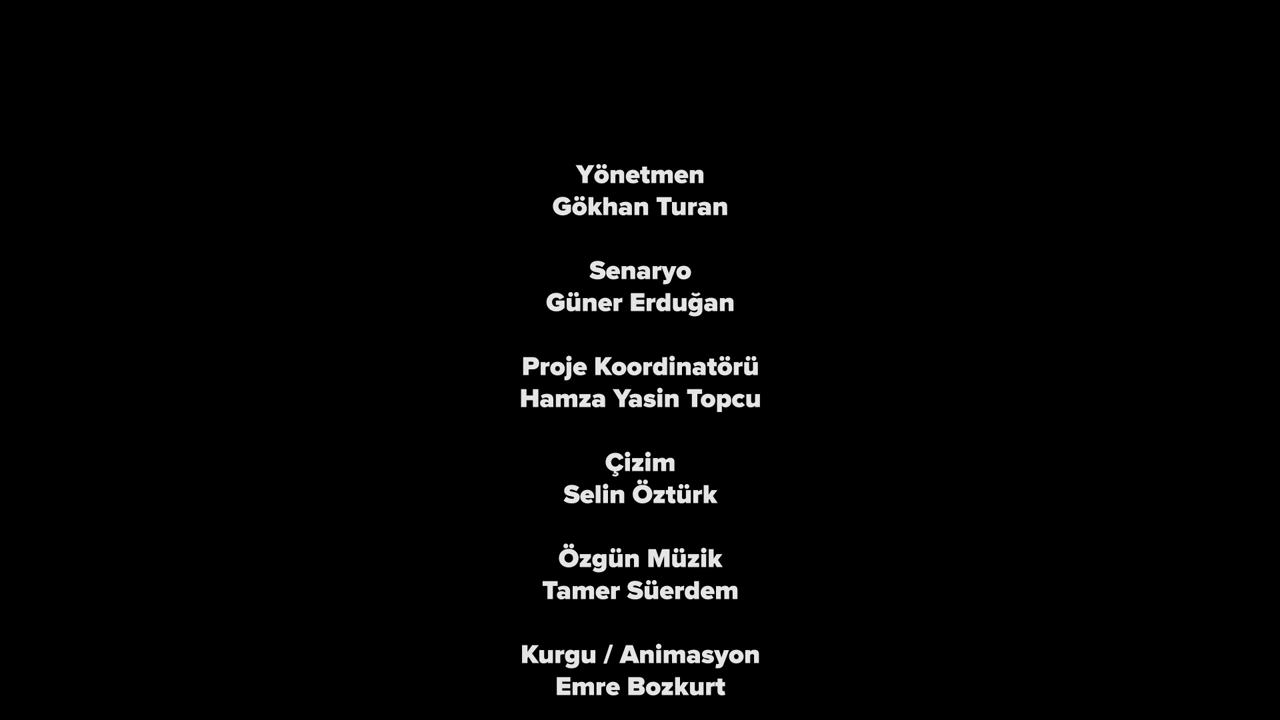 Yönetmen
Gökhan Turan
Senaryo
Güner Erduğan
Proje Koordinatörü
Hamza Yasin Topcu
Çizim
Selin Öztürk
Özgün Müzik
Tamer Süerdem
Kurgu / Animasyon
Emre Bozkurt